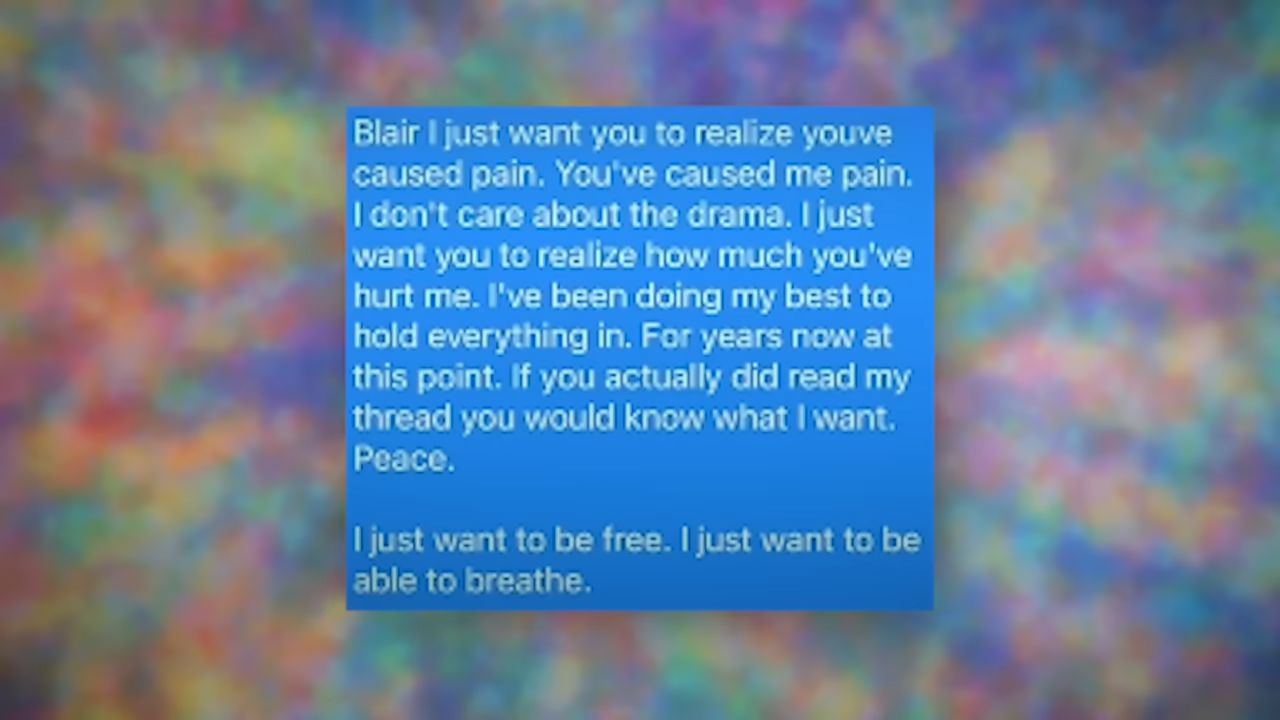 Blair I just want you to realize youve
caused pain. You've caused me pain.
I don't care about the drama. I just
want you to realize how much you've
hurt me. I've been doing my best to
hold everything in. For years now at
this point. If you actually did read my
thread you would know what I want.
Peace.
I just want to be free. I just want to be
able to breathe.